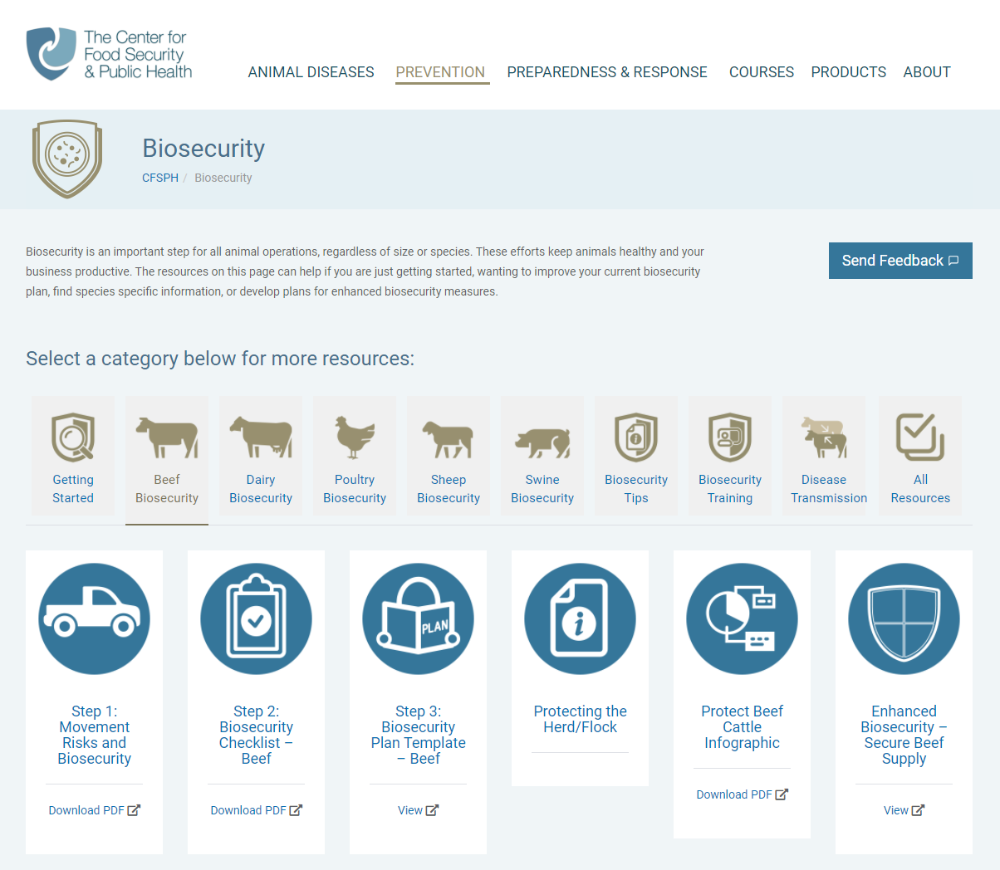 The Center for
Food Security
& Public Health
ANIMAL DISEASES PREVENTION PREPAREDNESS & RESPONSE COURSES PRODUCTS ABOUT
Biosecurity
CFSPH / Biosecurity
Biosecurity is an important step for all animal operations, regardless of size or species. These efforts keep animals healthy and your
business productive. The resources on this page can help if you are just getting started, wanting to improve your current biosecurity
plan, find species specific information, or develop plans for enhanced biosecurity measures.
Send Feedback
Select a category below for more resources:
Getting
Started
Beef
Biosecurity
Dairy
Biosecurity
Poultry
Biosecurity
Sheep
Biosecurity
Swine
Biosecurity
Biosecurity
Tips
Biosecurity
Training
Disease
Transmission
All
Resources
Step 1:
Movement
Risks and
Biosecurity
Download PDF
Step 2:
Biosecurity
Checklist –
Beef
Download PDF
PLAN
Step 3:
Biosecurity
Plan Template
– Beef
View
Protecting the
Herd/Flock
Protect Beef
Cattle
Infographic
Download PDF
Enhanced
Biosecurity –
Secure Beef
Supply
View